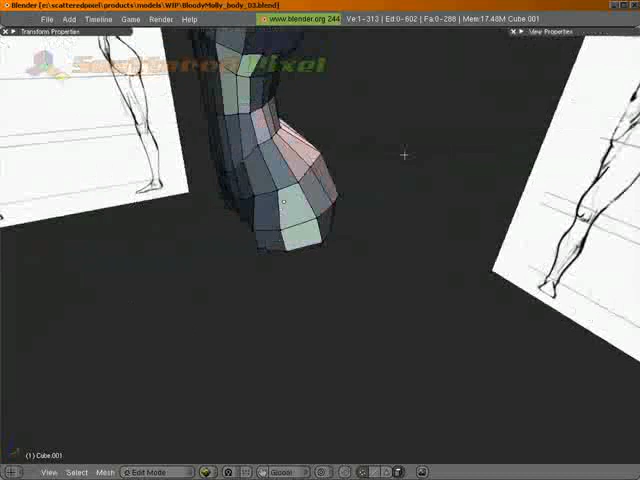 Blender [e:\scatteredpixel\products\models\WIP\BloodyMolly_body_03.blend]
File Add Timeline Game Render Help www.blender.org 244 Ve:1-313 | Ed:0-602 | Fa:0-288 | Mem:17.48M Cube.001
Transform Properties View Properties
Scattered Pixel
(1) Cube.001
View Select Mesh Edit Mode Global